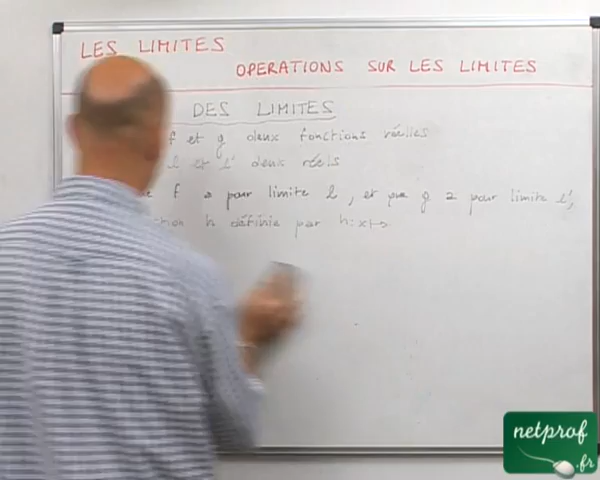 LES LIMITES
OPERATIONS SUR LES LIMITES
DES LIMITES
f et g deux fonctions réelles
l et l' deux réels
f a pour limite l, et que g a pour limite l',
h définie par h: x↦
netprof
.fr